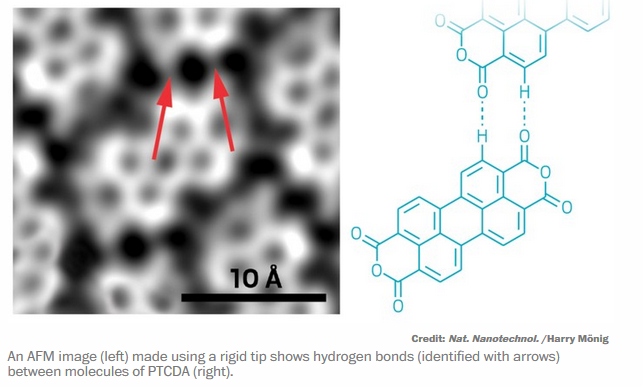 10 Å
O
O
O
H
H
O
O
O
O
O
O
Credit: Nat. Nanotechnol. /Harry Mönig
An AFM image (left) made using a rigid tip shows hydrogen bonds (identified with arrows)
between molecules of PTCDA (right).